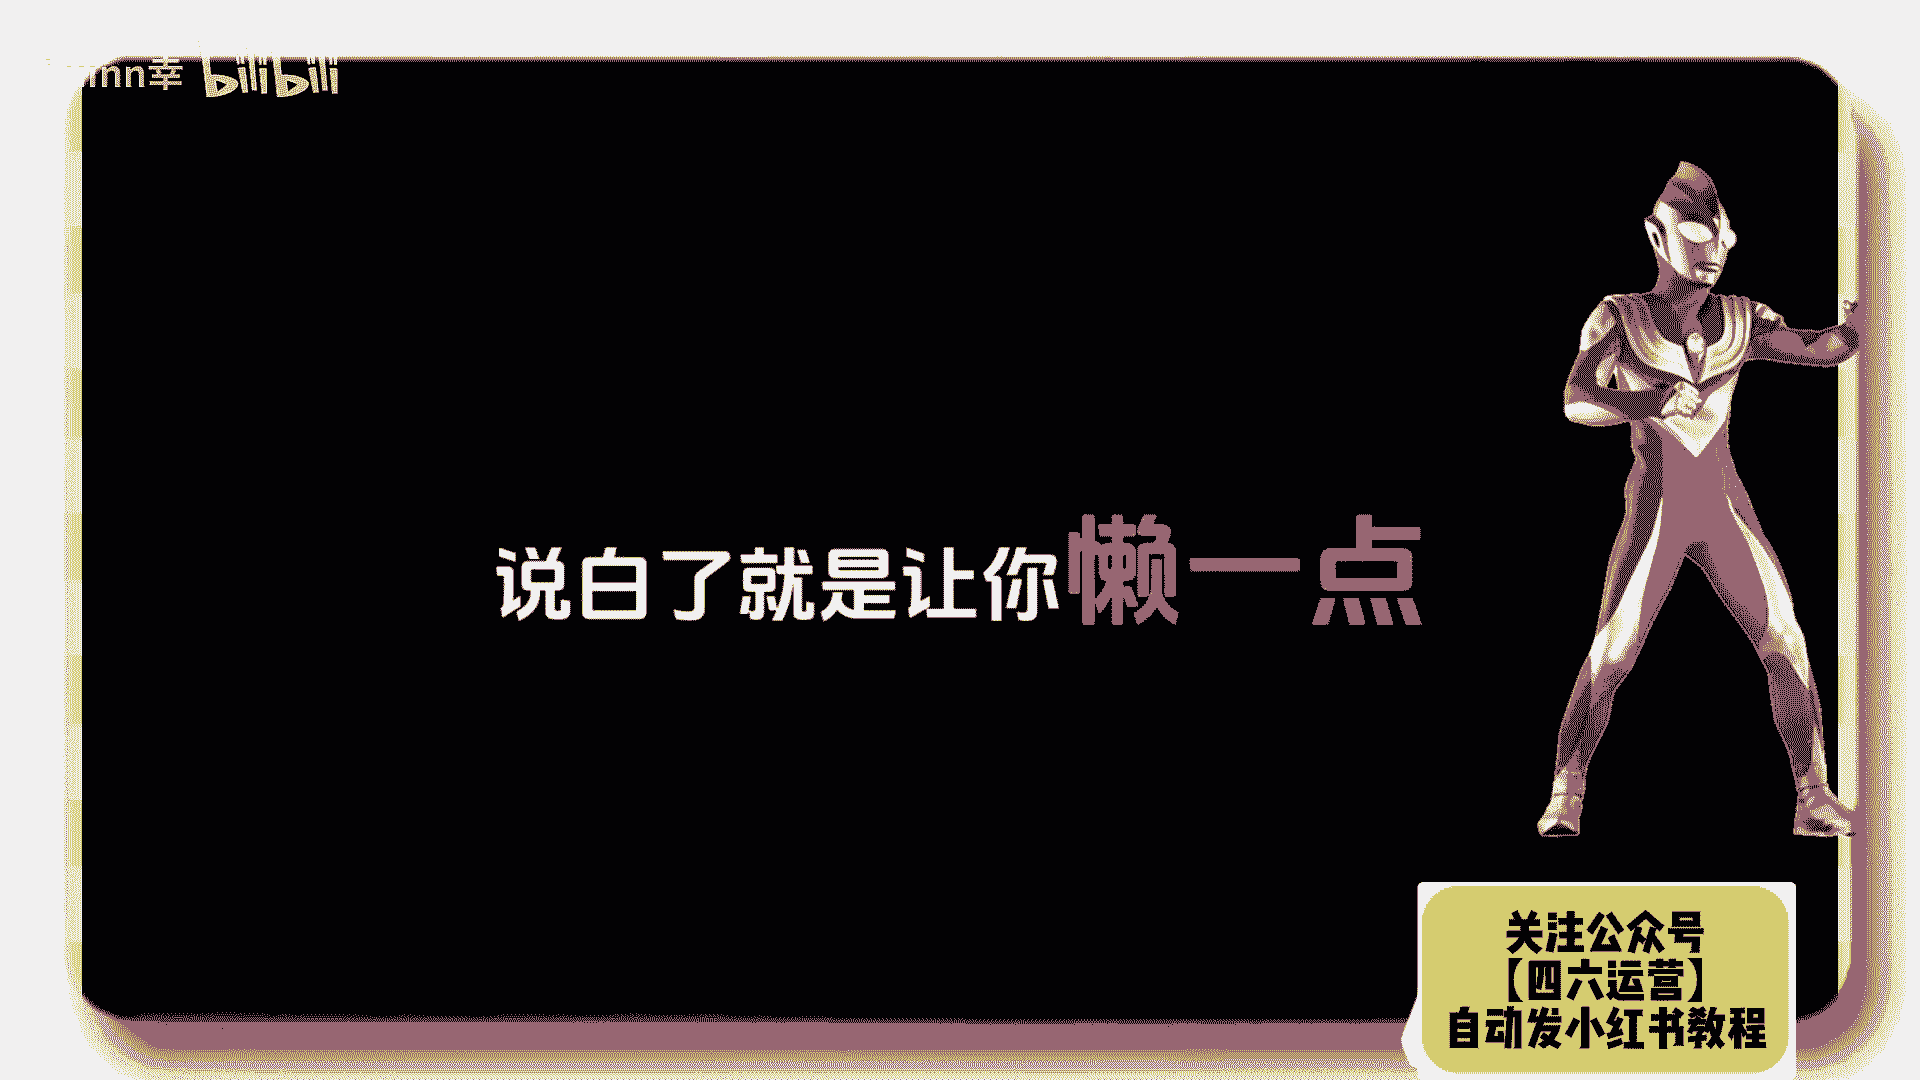 mn幸 bilibili
说白了就是让你懒一点
关注公众号
【四六运营】
自动发小红书教程